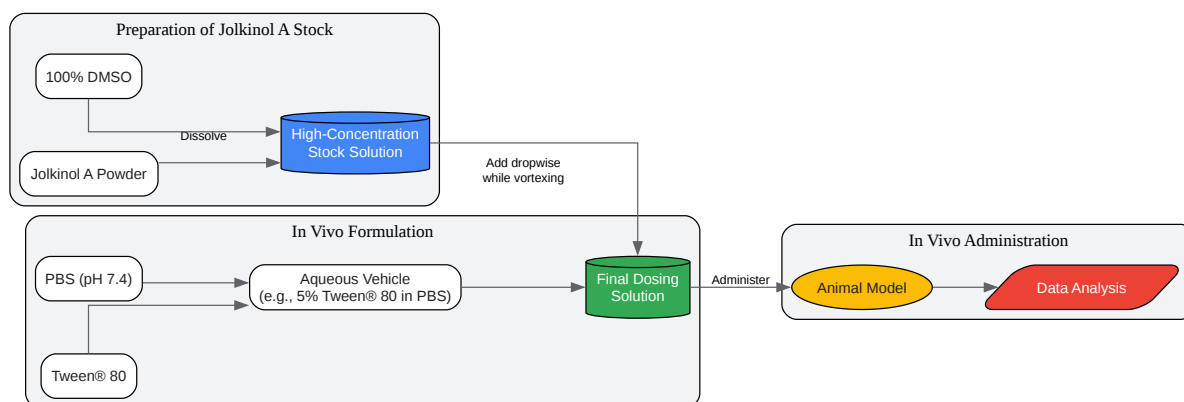 Preparation of Jolkinol A Stock
100% DMSO
Dissolve
High-Concentration
Stock Solution
Jolkinol A Powder
Add dropwise
while vortexing
In Vivo Formulation
PBS (pH 7.4)
Aqueous Vehicle
(e.g., 5% Tween® 80 in PBS)
Tween® 80
Final Dosing
Solution
Administer
In Vivo Administration
Animal Model
Data Analysis